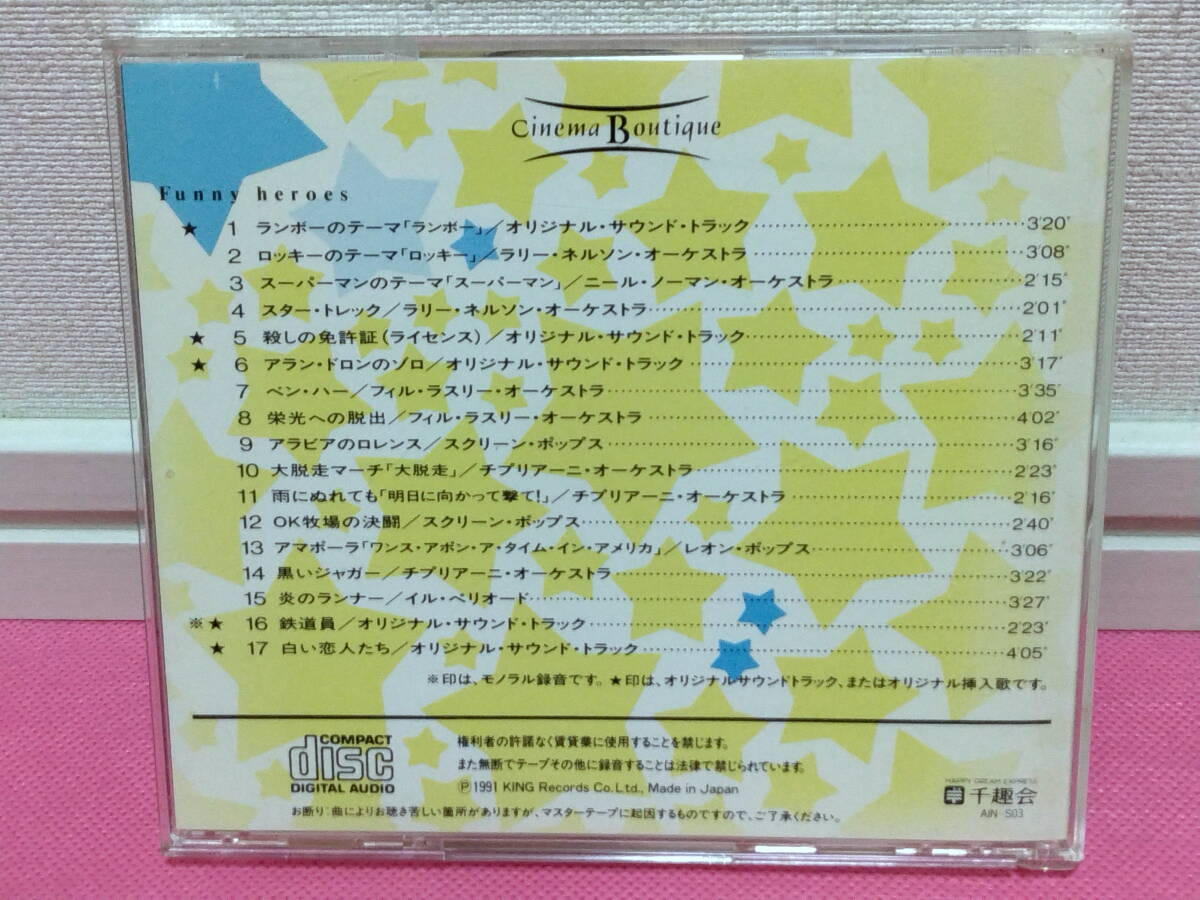 Cinema Boutique
Funny heroes
★ 1 ランボーのテーマ「ランボー」/オリジナル・サウンド・トラック 3'20"
2 ロッキーのテーマ「ロッキー」/ラリー・ネルソン・オーケストラ 3'08"
3 スーパーマンのテーマ「スーパーマン」/ニール・ノーマン・オーケストラ 2'15"
4 スター・トレック/ラリー・ネルソン・オーケストラ 2'01"
★ 5 殺しの免許証(ライセンス)/オリジナル・サウンド・トラック 2'11"
★ 6 アラン・ドロンのゾロ/オリジナル・サウンド・トラック 3'17"
7 ベン・ハー/フィル・ラスリー・オーケストラ 3'35"
8 栄光への脱出/フィル・ラスリー・オーケストラ 4'02"
9 アラビアのロレンス/スクリーン・ポップス 3'16"
10 大脱走マーチ「大脱走」/チプリアーニ・オーケストラ 2'23"
11 雨にぬれても「明日に向かって撃て!」/チプリアーニ・オーケストラ 2'16"
12 OK牧場の決闘/スクリーン・ポップス 2'40"
13 アマポーラ「ワンス・アポン・ア・タイム・イン・アメリカ」/レオン・ポップス 3'06"
14 黒いジャガー/チプリアーニ・オーケストラ 3'22"
15 炎のランナー/イル・ペリオード 3'27"
※★ 16 鉄道員/オリジナル・サウンド・トラック 2'23"
★ 17 白い恋人たち/オリジナル・サウンド・トラック 4'05"
※印は、モノラル録音です。★印は、オリジナルサウンドトラック、またはオリジナル挿入歌です。
COMPACT
disc
DIGITAL AUDIO
権利者の許諾なく賃貸業に使用することを禁じます。
また無断でテープその他に録音することは法律で禁じられています。
Ⓟ1991 KING Records Co.Ltd., Made in Japan
HAPPY DREAM EXPRESS
千趣会
AIN-S03
お断り:曲によりお聴き苦しい箇所がありますが、マスターテープに起因するものですので、ご了承ください。